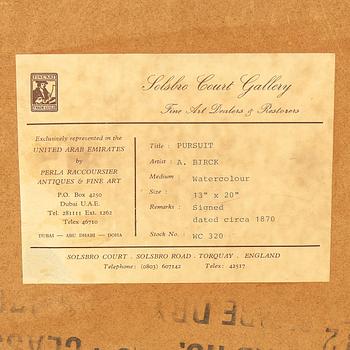 FINE ART
Solsbro Court Gallery
Fine Art Dealers & Restorers
Exclusively represented in the
UNITED ARAB EMIRATES
by
PERLA RACCOURSIER
ANTIQUES & FINE ART
P.O. Box 4250
Dubai U.A.E.
Tel. 281111 Ext. 1262
Telex 46710
DUBAI — ABU DHABI — DOHA
Title : PURSUIT
Artist : A. BIRCK
Medium Watercolour
Size : 13" x 20"
Remarks : Signed
dated circa 1870
Stock No. : WC 320
SOLSBRO COURT . SOLSBRO ROAD . TORQUAY . ENGLAND
Telephone: (0803) 607142 Telex: 42517